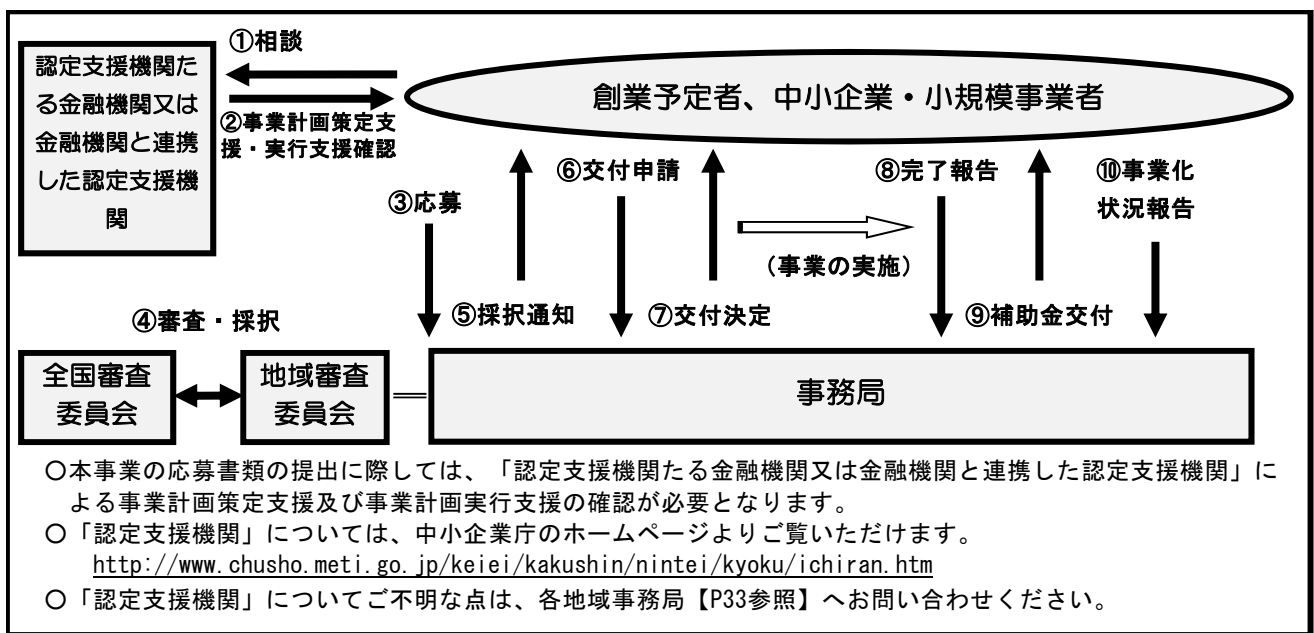 ①相談
認定支援機関た
る金融機関又は
金融機関と連携
した認定支援機
関
②事業計画策定支
援・実行支援確認
創業予定者、中小企業・小規模事業者
③応募
⑤採択通知
⑥交付申請
⑦交付決定
(事業の実施)
⑧完了報告
⑨補助金交付
⑩事業化
状況報告
④審査・採択
全国審査
委員会
地域審査
委員会
事務局
○本事業の応募書類の提出に際しては、「認定支援機関たる金融機関又は金融機関と連携した認定支援機関」に
よる事業計画策定支援及び事業計画実行支援の確認が必要となります。
○「認定支援機関」については、中小企業庁のホームページよりご覧いただけます。
http://www.chusho.meti.go.jp/keiei/kakushin/nintei/kyoku/ichiran.htm
○「認定支援機関」についてご不明な点は、各地域事務局【P33参照】へお問い合わせください。